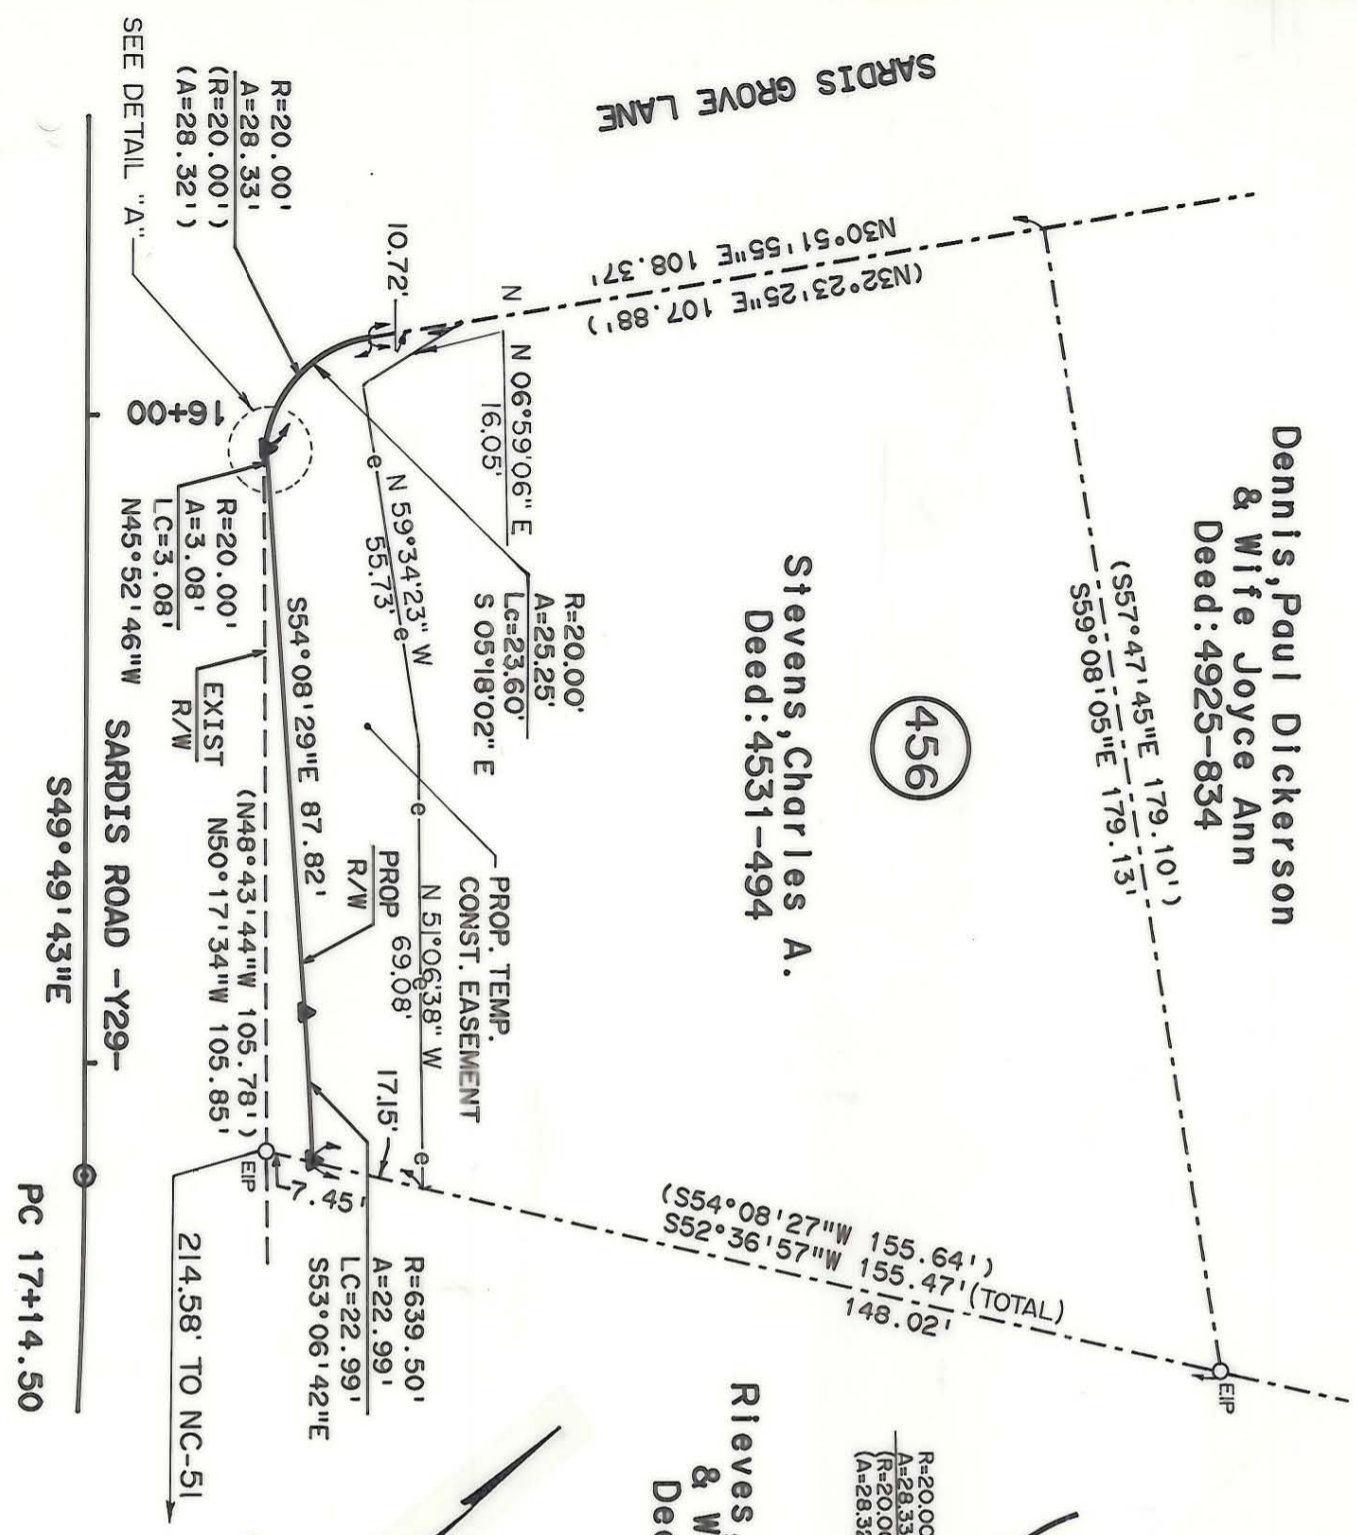 SARDIS GROVE LANE
Dennis,Paul Dickerson
& Wife Joyce Ann
Deed:4925-834
(S57°47'45"E 179.10')
S59°08'05"E 179.13'
N30°51'55"E 108.37'
(N32°23'25"E 107.88')
456
Stevens,Charles A.
Deed:4531-494
SEE DETAIL "A"
R=20.00'
A=28.33'
(R=20.00')
(A=28.32')
10.72'
N
N 06°59'06" E
16.05'
N 59°34'23" W
55.73'
e
e
R=20.00'
A=25.25'
Lc=23.60'
S 05°18'02" E
16+00
R=20.00'
A=3.08'
LC=3.08'
N45°52'46"W
EXIST
R/W
S54°08'29"E 87.82'
(N48°43'44"W 105.78')
N50°17'34"W 105.85'
PROP
R/W
PROP. TEMP.
CONST. EASEMENT
e
N 51°06'38" W
e
69.08'
e
17.15'
7.45'
EIP
SARDIS ROAD -Y29-
S49°49'43"E
PC 17+14.50
214.58' TO NC-51
R=639.50'
A=22.99'
LC=22.99'
S53°06'42"E
(S54°08'27"W 155.64')
S52°36'57"W 155.47'(TOTAL)
148.02'
EIP
Rieves,
& W
Dee
R=20.00
A=28.33
(R=20.00
(A=28.32